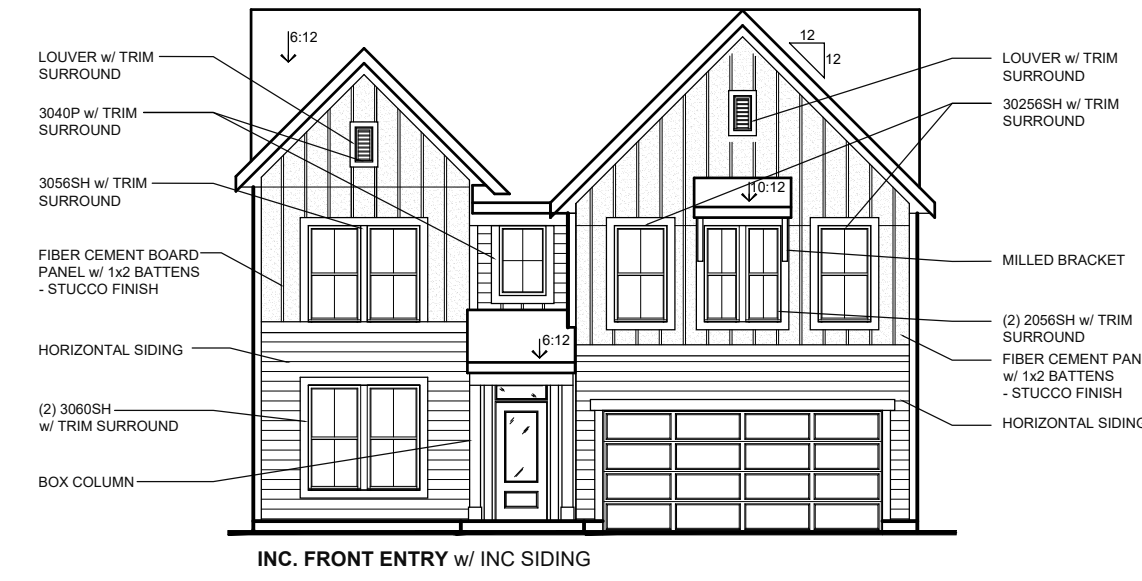 6:12
12
12
LOUVER w/ TRIM
SURROUND
3040P w/ TRIM
SURROUND
3056SH w/ TRIM
SURROUND
FIBER CEMENT BOARD
PANEL w/ 1x2 BATTENS
- STUCCO FINISH
HORIZONTAL SIDING
(2) 3060SH
w/ TRIM SURROUND
BOX COLUMN
10:12
6:12
LOUVER w/ TRIM
SURROUND
30256SH w/ TRIM
SURROUND
MILLED BRACKET
(2) 2056SH w/ TRIM
SURROUND
FIBER CEMENT PAN
w/ 1x2 BATTENS
- STUCCO FINISH
HORIZONTAL SIDING
INC. FRONT ENTRY w/ INC SIDING